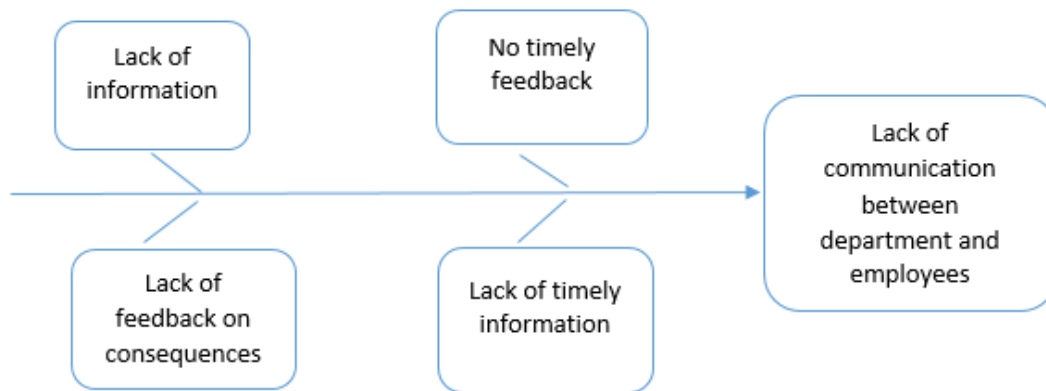 Lack of
information
No timely
feedback
Lack of
communication
between
department and
employees
Lack of
feedback on
consequences
Lack of timely
information